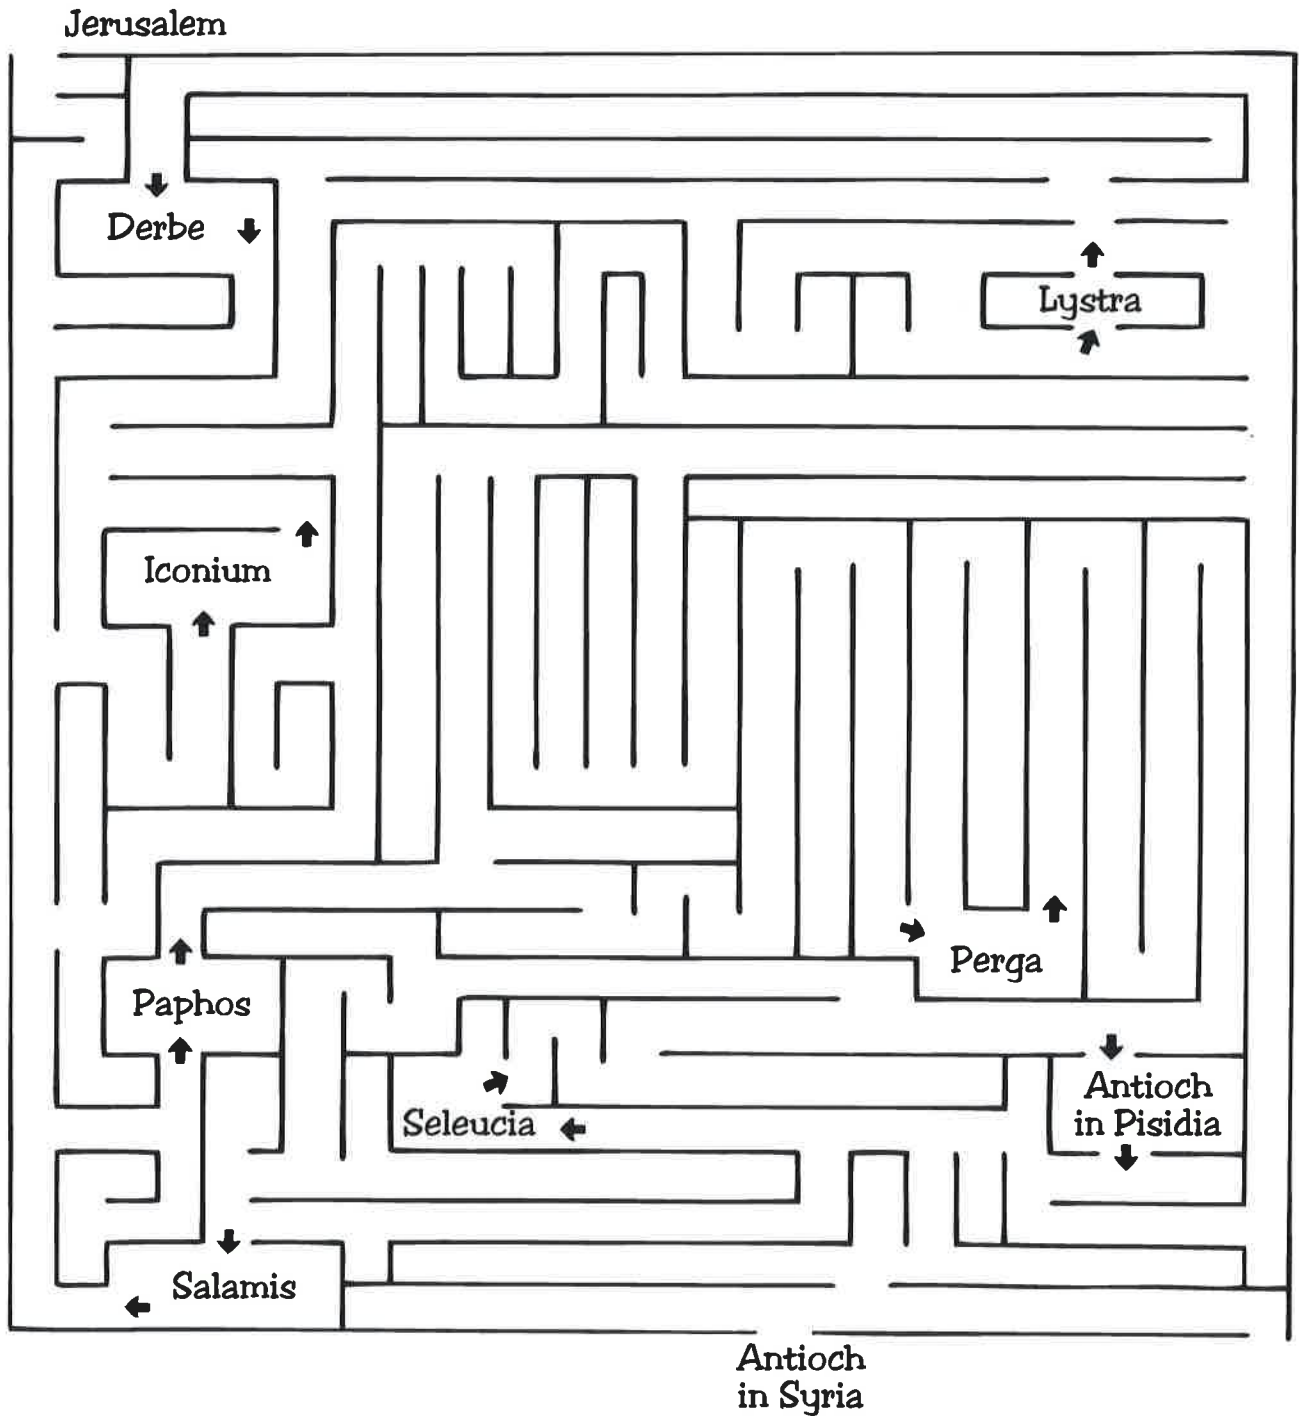 Jerusalem
Derbe
Lystra
Iconium
Perga
Paphos
Antioch
in Pisidia
Seleucia
Salamis
Antioch
in Syria